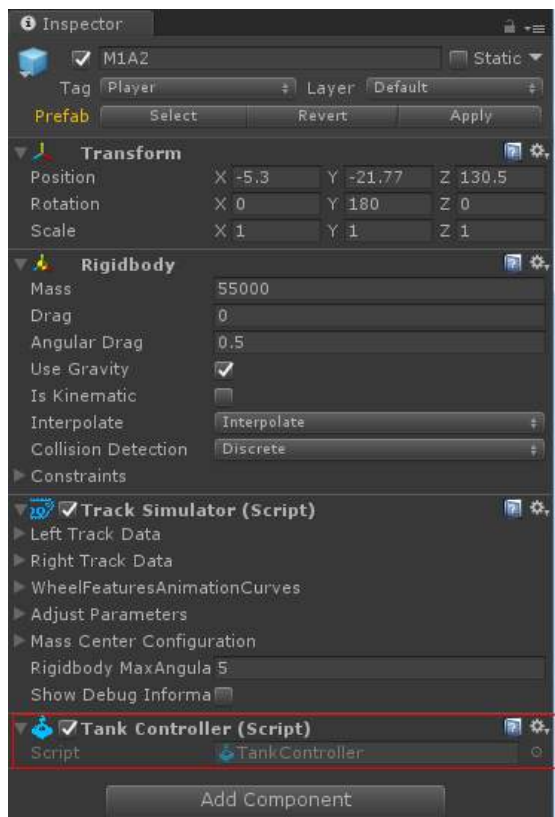 Inspector
M1A2 Static
Tag Player Layer Default
Prefab Select Revert Apply
Transform
Position X -5.3 Y -21.77 Z 130.5
Rotation X 0 Y 180 Z 0
Scale X 1 Y 1 Z 1
Rigidbody
Mass 55000
Drag 0
Angular Drag 0.5
Use Gravity
Is Kinematic
Interpolate Interpolate
Collision Detection Discrete
Constraints
Track Simulator (Script)
Left Track Data
Right Track Data
WheelFeaturesAnimationCurves
Adjust Parameters
Mass Center Configuration
Rigidbody MaxAngula 5
Show Debug Informa
Tank Controller (Script)
Script TankController
Add Component